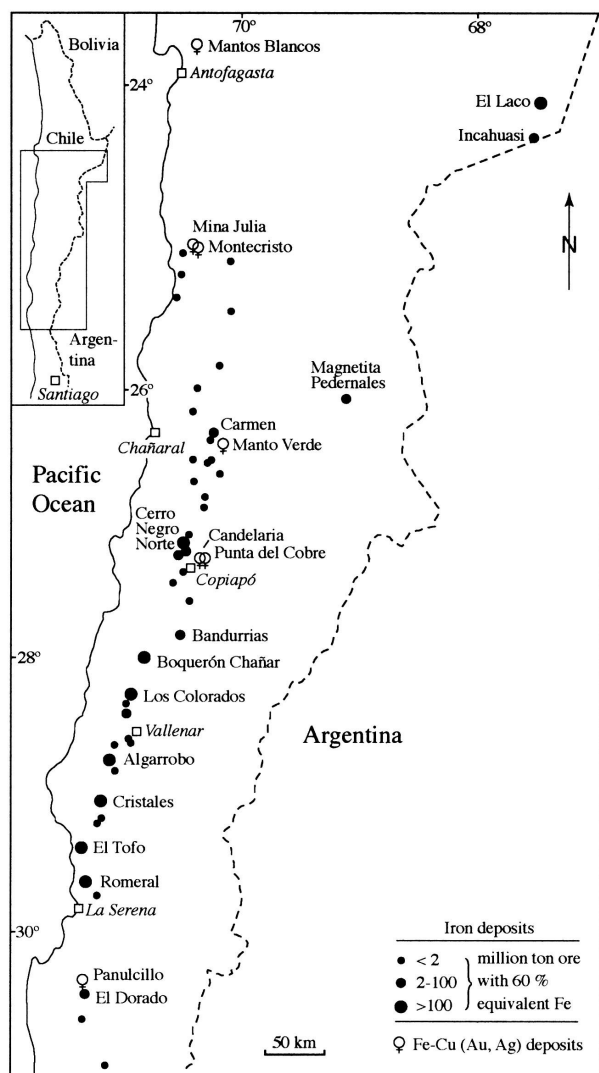 70°
68°
Bolivia
Mantos Blancos
Antofagasta
24°
El Laco
Incahuasi
Chile
Mina Julia
Montecristo
N
Argen-
tina
Santiago
Magnetita
Pedernales
26°
Carmen
Chañaral
Manto Verde
Pacific
Ocean
Cerro
Negro
Norte
Candelaria
Punta del Cobre
Copiapó
Bandurrias
28°
Boquerón Chañar
Los Colorados
Vallenar
Argentina
Algarrobo
Cristales
El Tofo
Romeral
La Serena
30°
Iron deposits
< 2 million ton ore
2-100 with 60 %
>100 equivalent Fe
Panulcillo
El Dorado
50 km
Fe-Cu (Au, Ag) deposits